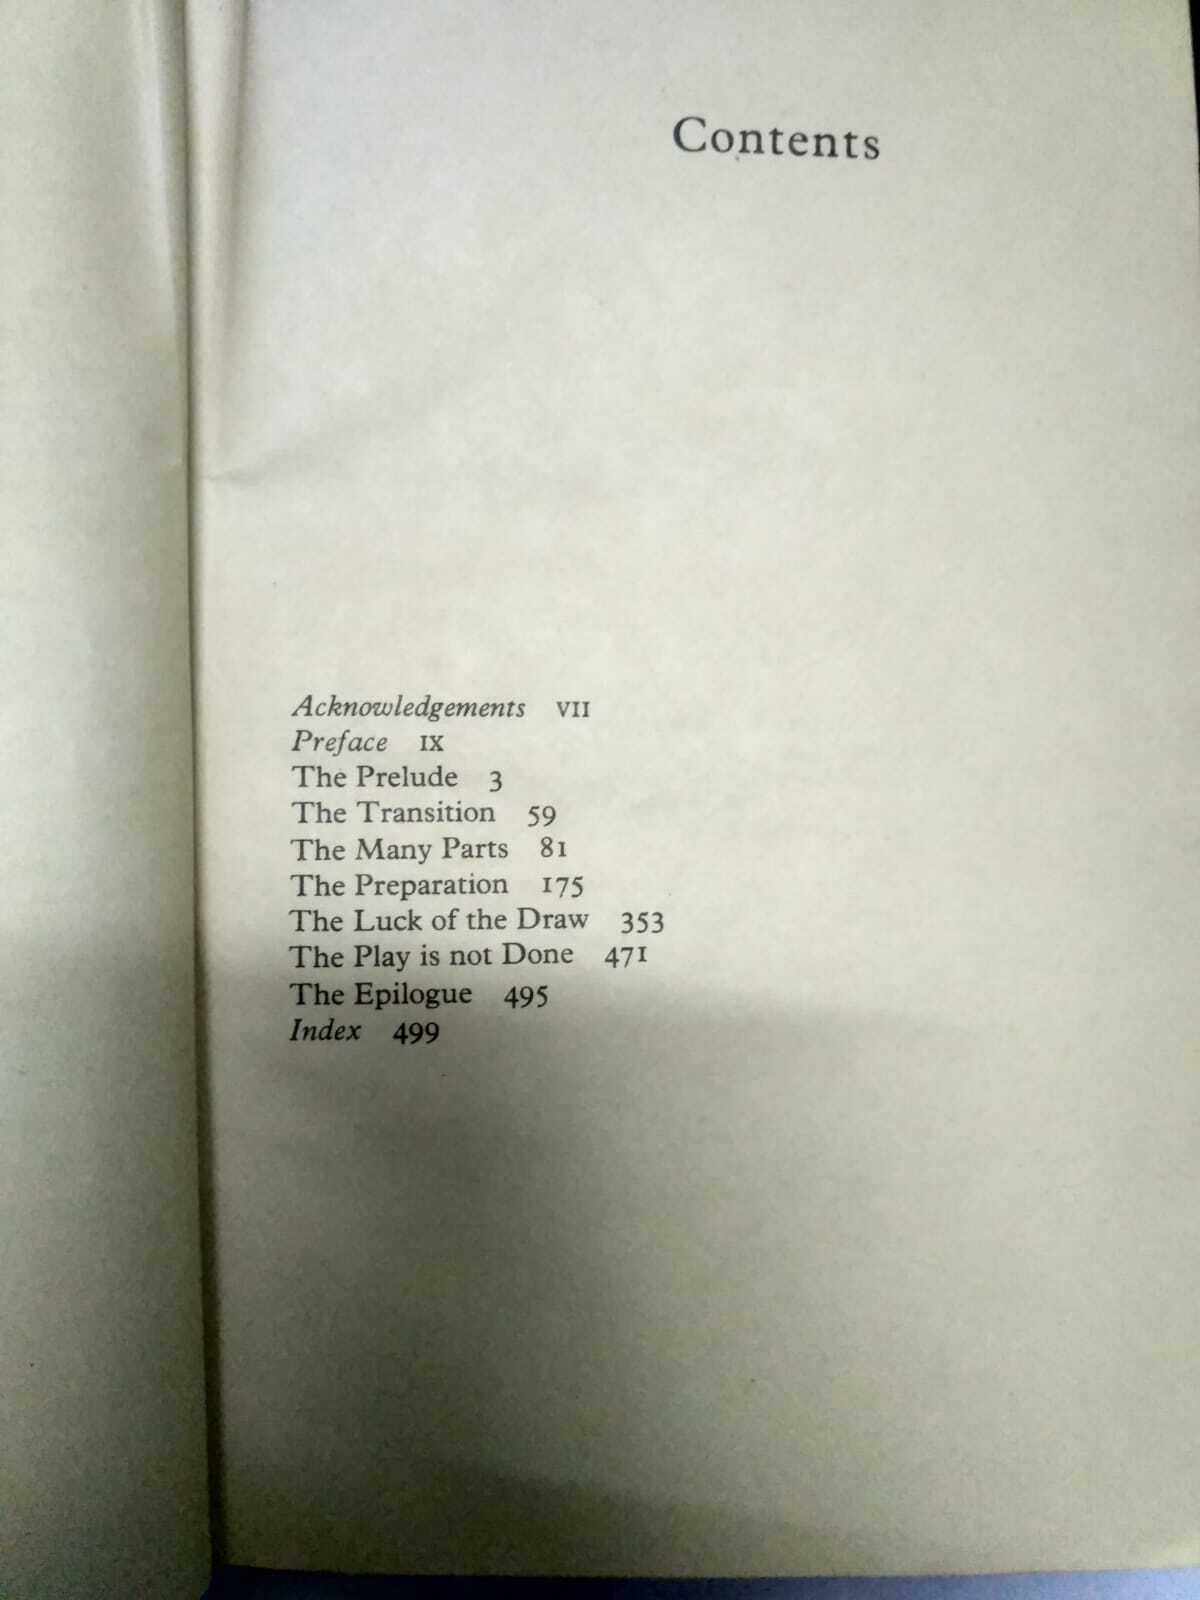 Contents
Acknowledgements VII
Preface IX
The Prelude 3
The Transition 59
The Many Parts 81
The Preparation 175
The Luck of the Draw 353
The Play is not Done 471
The Epilogue 495
Index 499